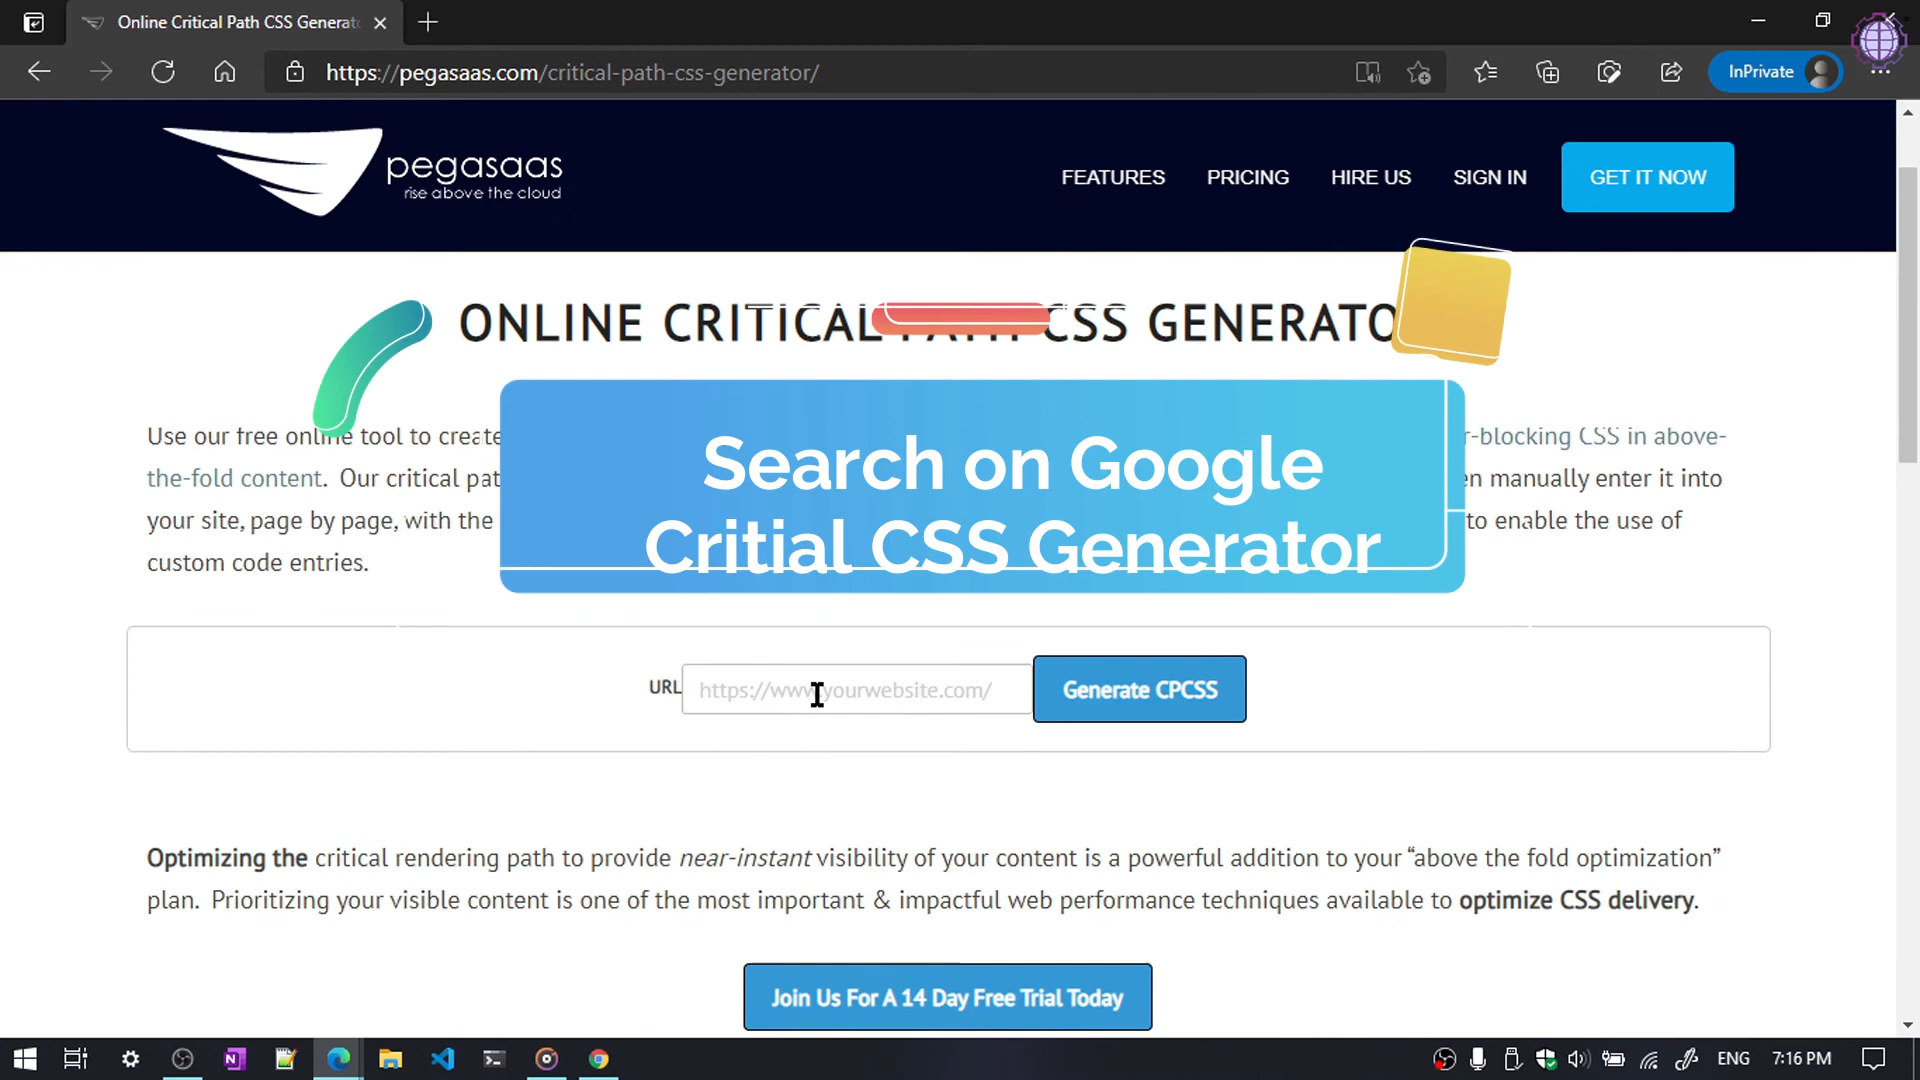 Online Critical Path CSS Generat
https://pegasaas.com/critical-path-css-generator/
InPrivate
pegasaas
rise above the cloud
FEATURES
PRICING
HIRE US
SIGN IN
GET IT NOW
ONLINE CRITICAL PATH CSS GENERATO
Use our free online tool to create
r-blocking CSS in above-
the-fold content. Our critical pat
en manually enter it into
your site, page by page, with the
to enable the use of
custom code entries.
Search on Google
Critial CSS Generator
URL
https://www.yourwebsite.com/
Generate CPCSS
Optimizing the critical rendering path to provide near-instant visibility of your content is a powerful addition to your “above the fold optimization”
plan. Prioritizing your visible content is one of the most important & impactful web performance techniques available to optimize CSS delivery.
Join Us For A 14 Day Free Trial Today
ENG
7:16 PM